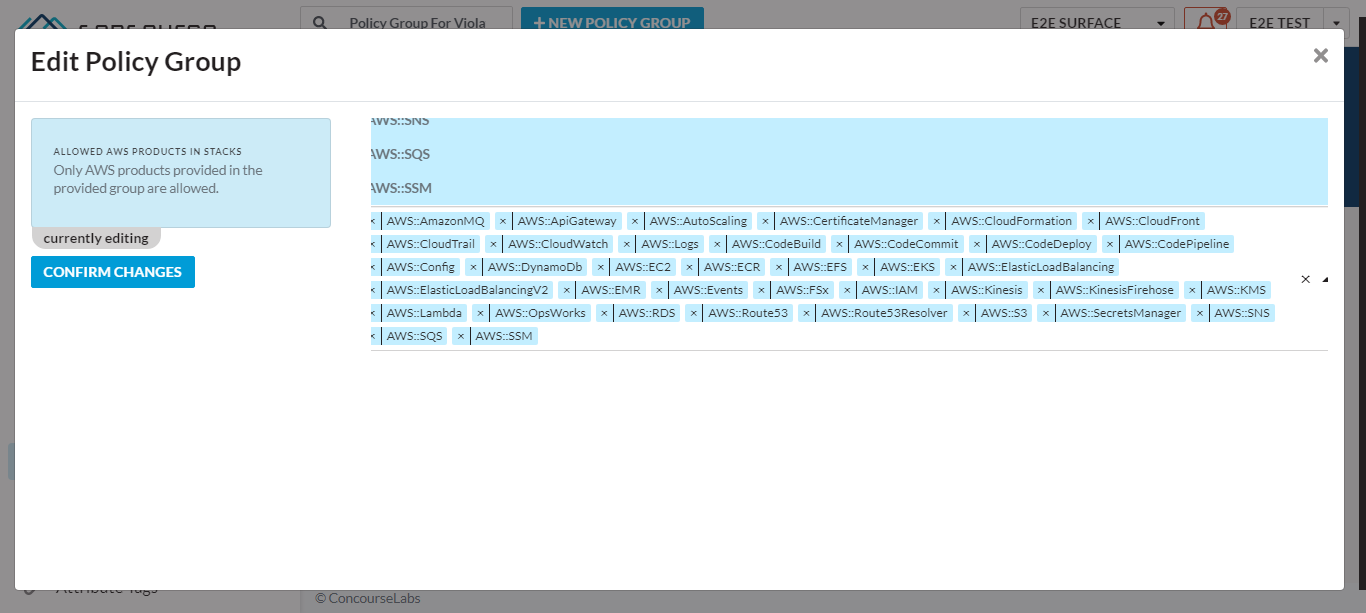 Policy Group For Viola
+ NEW POLICY GROUP
E2E SURFACE
27
E2E TEST
Edit Policy Group
ALLOWED AWS PRODUCTS IN STACKS
Only AWS products provided in the
provided group are allowed.
currently editing
CONFIRM CHANGES
AWS::SNS
AWS::SQS
AWS::SSM
× AWS::AmazonMQ × AWS::ApiGateway × AWS::AutoScaling × AWS::CertificateManager × AWS::CloudFormation × AWS::CloudFront
× AWS::CloudTrail × AWS::CloudWatch × AWS::Logs × AWS::CodeBuild × AWS::CodeCommit × AWS::CodeDeploy × AWS::CodePipeline
× AWS::Config × AWS::DynamoDb × AWS::EC2 × AWS::ECR × AWS::EFS × AWS::EKS × AWS::ElasticLoadBalancing
× AWS::ElasticLoadBalancingV2 × AWS::EMR × AWS::Events × AWS::FSx × AWS::IAM × AWS::Kinesis × AWS::KinesisFirehose × AWS::KMS
× AWS::Lambda × AWS::OpsWorks × AWS::RDS × AWS::Route53 × AWS::Route53Resolver × AWS::S3 × AWS::SecretsManager × AWS::SNS
× AWS::SQS × AWS::SSM
Attribute Tags
© ConcourseLabs